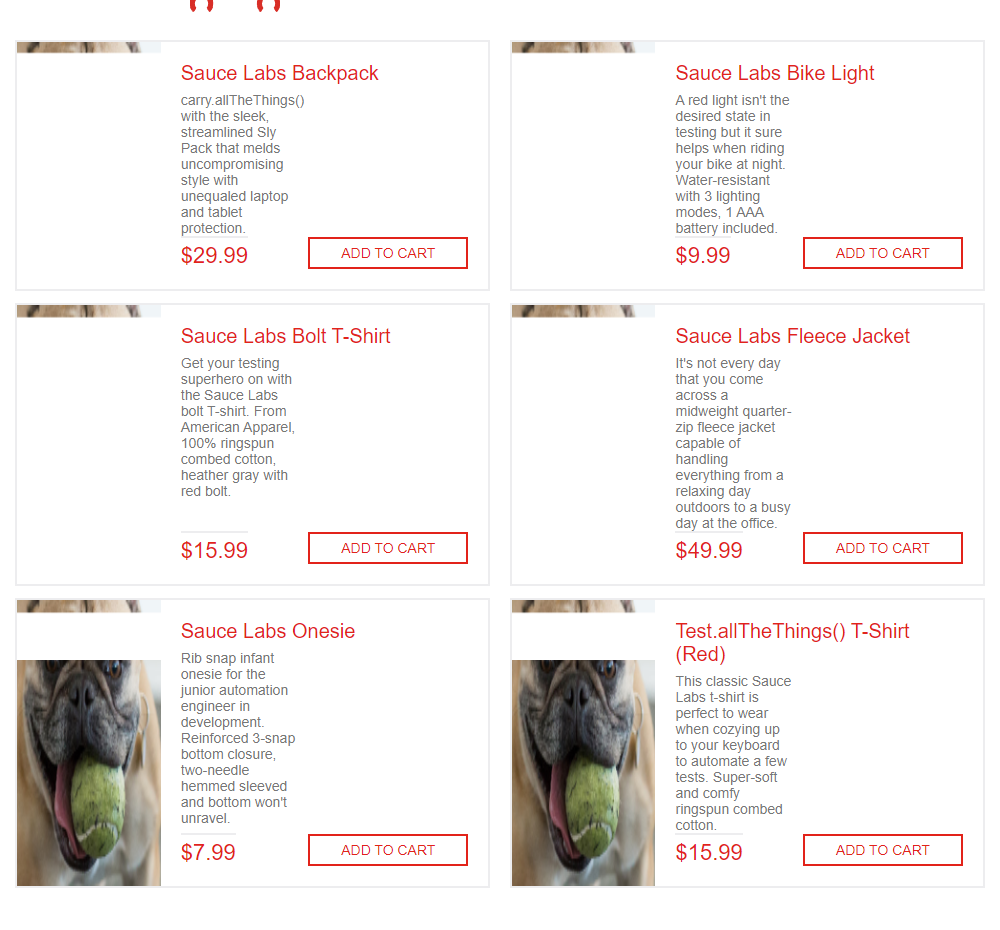 Sauce Labs Backpack
carry.allTheThings()
with the sleek,
streamlined Sly
Pack that melds
uncompromising
style with
unequaled laptop
and tablet
protection.
$29.99
ADD TO CART
Sauce Labs Bike Light
A red light isn't the
desired state in
testing but it sure
helps when riding
your bike at night.
Water-resistant
with 3 lighting
modes, 1 AAA
battery included.
$9.99
ADD TO CART
Sauce Labs Bolt T-Shirt
Get your testing
superhero on with
the Sauce Labs
bolt T-shirt. From
American Apparel,
100% ringspun
combed cotton,
heather gray with
red bolt.
$15.99
ADD TO CART
Sauce Labs Fleece Jacket
It's not every day
that you come
across a
midweight quarter-
zip fleece jacket
capable of
handling
everything from a
relaxing day
outdoors to a busy
day at the office.
$49.99
ADD TO CART
Sauce Labs Onesie
Rib snap infant
onesie for the
junior automation
engineer in
development.
Reinforced 3-snap
bottom closure,
two-needle
hemmed sleeved
and bottom won't
unravel.
$7.99
ADD TO CART
Test.allTheThings() T-Shirt
(Red)
This classic Sauce
Labs t-shirt is
perfect to wear
when cozying up
to your keyboard
to automate a few
tests. Super-soft
and comfy
ringspun combed
cotton.
$15.99
ADD TO CART